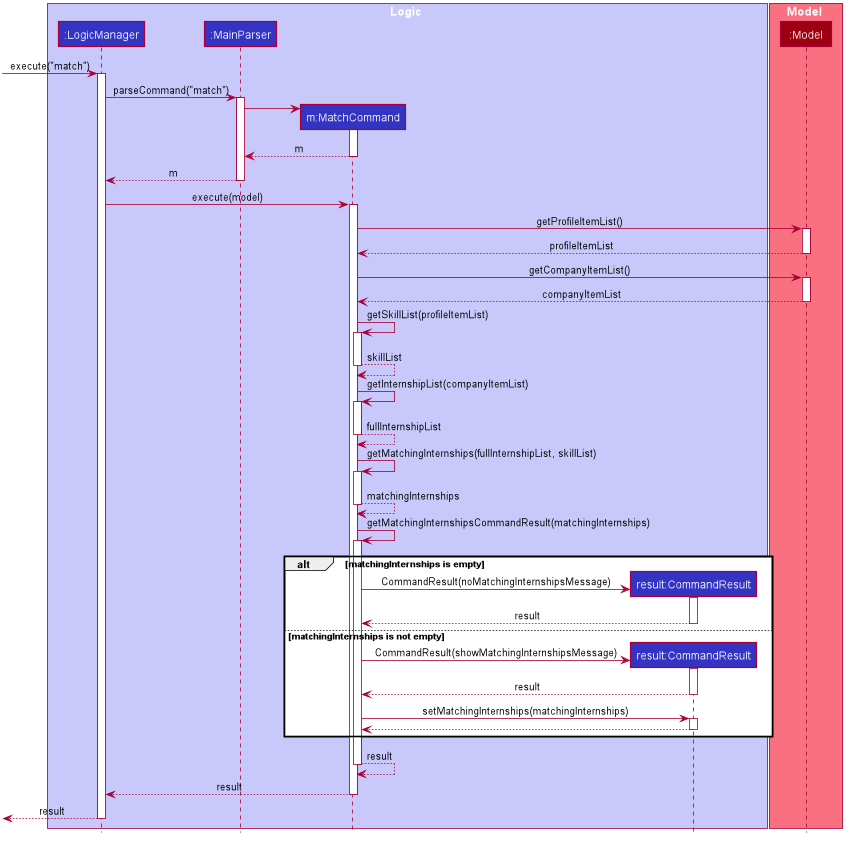 Logic
Model
:LogicManager
:MainParser
:Model
execute("match")
parseCommand("match")
m:MatchCommand
m
m
execute(model)
getProfileItemList()
profileItemList
getCompanyItemList()
companyItemList
getSkillList(profileItemList)
skillList
getInternshipList(companyItemList)
fullInternshipList
getMatchingInternships(fullInternshipList, skillList)
matchingInternships
getMatchingInternshipsCommandResult(matchingInternships)
alt
[matchingInternships is empty]
CommandResult(noMatchingInternshipsMessage)
result:CommandResult
result
[matchingInternships is not empty]
CommandResult(showMatchingInternshipsMessage)
result:CommandResult
result
setMatchingInternships(matchingInternships)
result
result
result